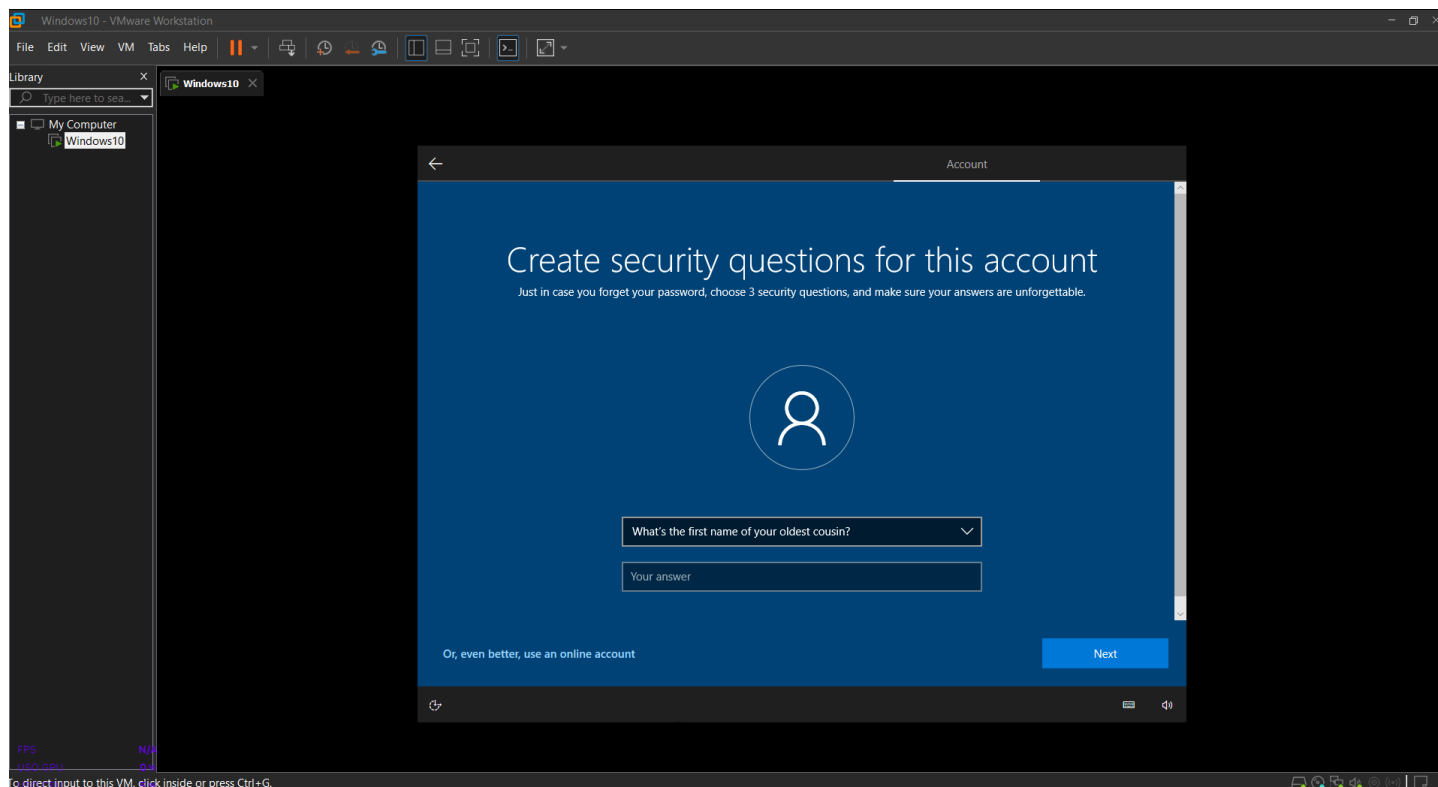 Windows10 - VMware Workstation
File Edit View VM Tabs Help
Library X
Type here to sea...
Windows10
My Computer
Windows10
Account
Create security questions for this account
Just in case you forget your password, choose 3 security questions, and make sure your answers are unforgettable.
What's the first name of your oldest cousin?
Your answer
Or, even better, use an online account
Next
FPS N/A
USO GPU
To direct input to this VM, click inside or press Ctrl+G.